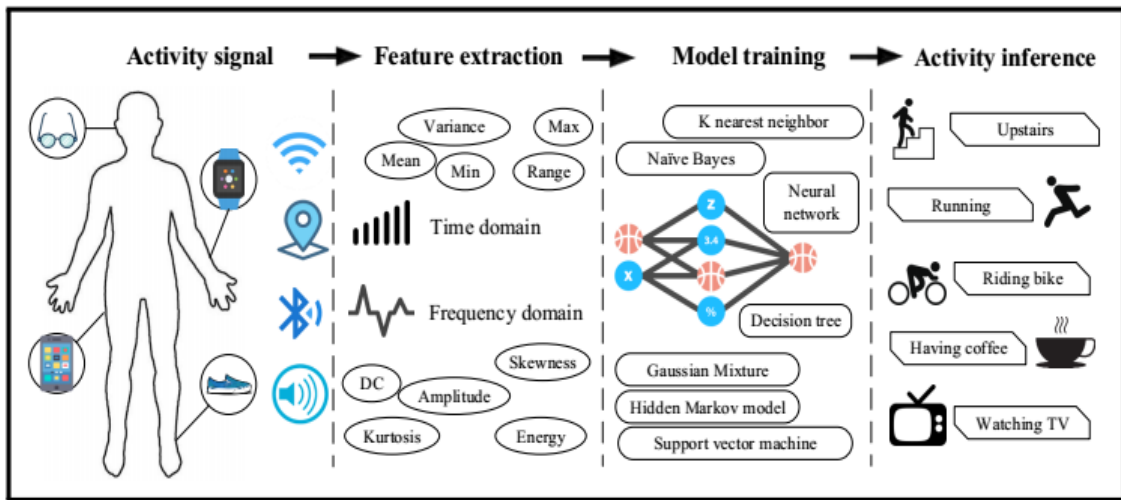 Activity signal
Feature extraction
Model training
Activity inference
Variance
Max
Mean
Min
Range
Time domain
Frequency domain
Skewness
DC
Amplitude
Kurtosis
Energy
K nearest neighbor
Naïve Bayes
Neural
network
Z
3.4
X
%
Decision tree
Gaussian Mixture
Hidden Markov model
Support vector machine
Upstairs
Running
Riding bike
Having coffee
Watching TV